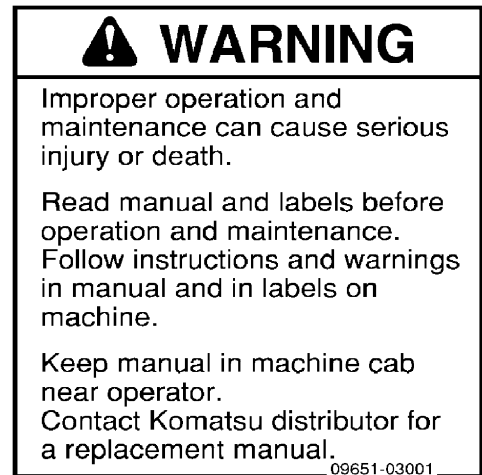 WARNING
Improper operation and
maintenance can cause serious
injury or death.
Read manual and labels before
operation and maintenance.
Follow instructions and warnings
in manual and in labels on
machine.
Keep manual in machine cab
near operator.
Contact Komatsu distributor for
a replacement manual.
09651-03001